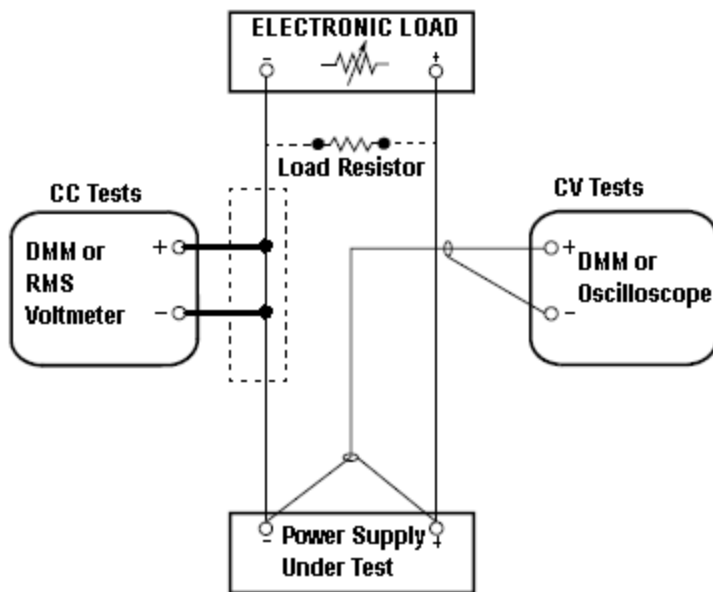 ELECTRONIC LOAD
- +
Load Resistor
CC Tests
CV Tests
DMM or
RMS
Voltmeter
+
-
+
-
DMM or
Oscilloscope
- Power Supply +
Under Test